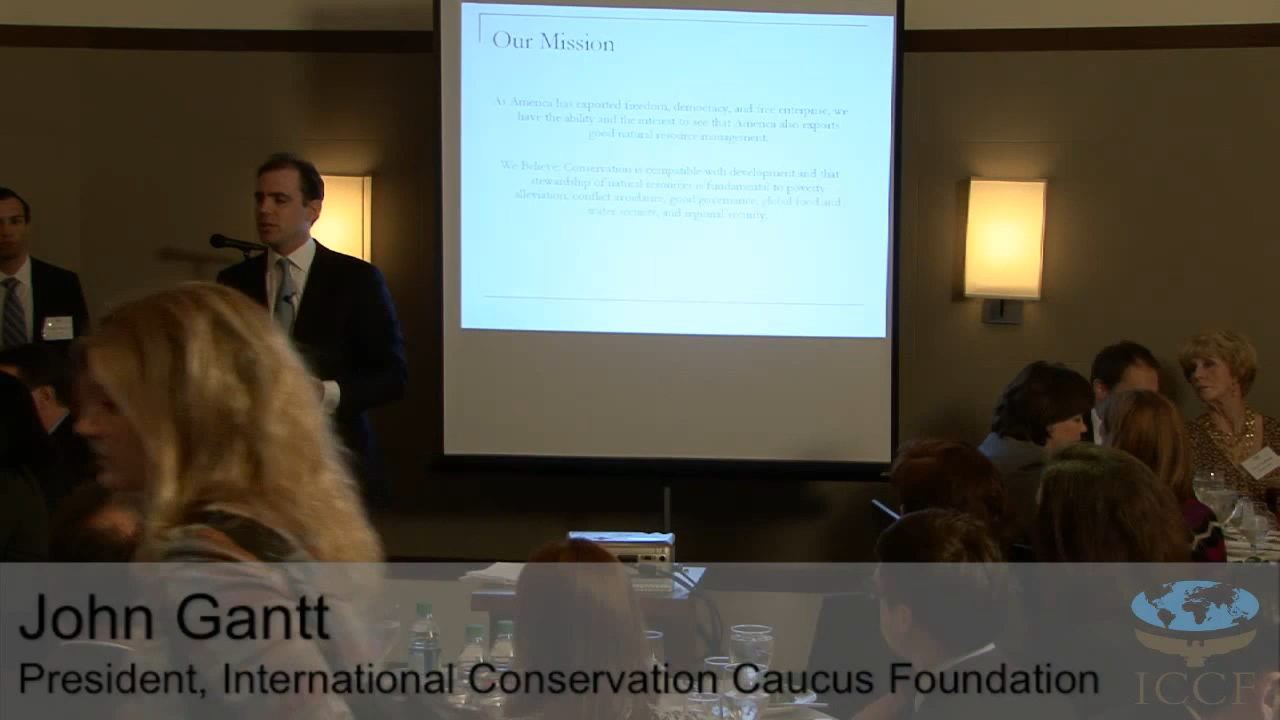 Our Mission
As America has exported freedom, democracy, and free enterprise, we
have the ability and the interest to see that America also exports
good natural resource management.
We Believe: Conservation is compatible with development and that
stewardship of natural resources is fundamental to poverty
alleviation, conflict avoidance, good governance, global food and
water security, and regional security.
John Gantt
President, International Conservation Caucus Foundation
ICCF